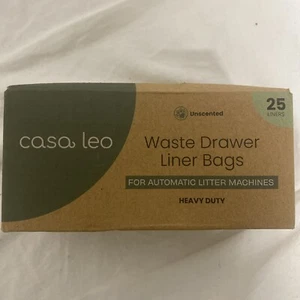 Unscented
25
LINERS
casa leo
Waste Drawer
Liner Bags
FOR AUTOMATIC LITTER MACHINES
HEAVY DUTY